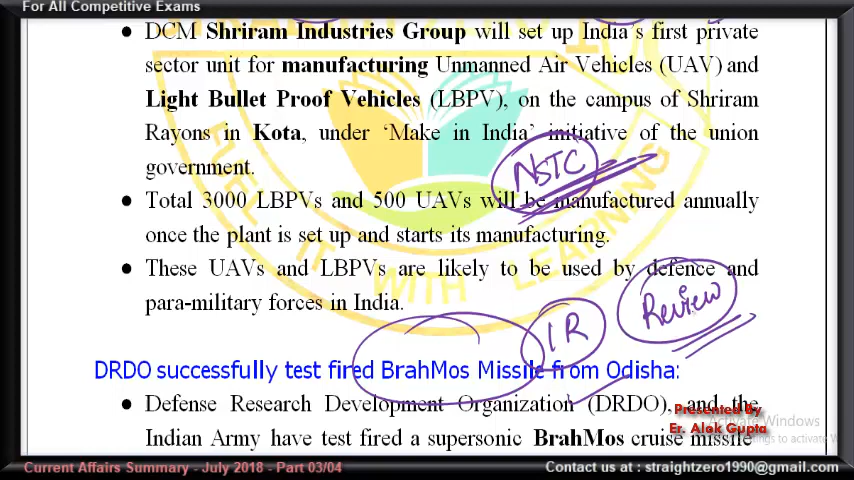 For All Competitive Exams
• DCM Shriram Industries Group will set up India's first private
sector unit for manufacturing Unmanned Air Vehicles (UAV) and
Light Bullet Proof Vehicles (LBPV), on the campus of Shriram
Rayons in Kota, under 'Make in India' initiative of the union
government.
NSTC
• Total 3000 LBPVs and 500 UAVs will be manufactured annually
once the plant is set up and starts its manufacturing.
• These UAVs and LBPVs are likely to be used by defence and
para-military forces in India.
Review
IR
DRDO successfully test fired BrahMos Missile from Odisha:
• Defense Research Development Organization (DRDO), and the
Indian Army have test fired a supersonic BrahMos cruise missile
FUEL IT WITH LEARNING
Presented By
Er. Alok Gupta
Activate Windows
Current Affairs Summary - July 2018 - Part 03/04
Contact us at : straightzero1990@gmail.com